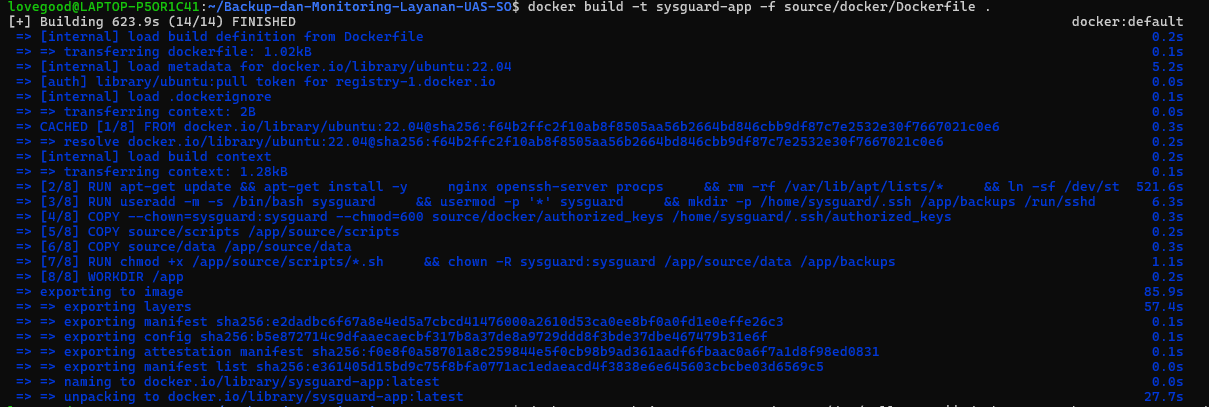 lovegood@LAPTOP-P5OR1C41:~/Backup-dan-Monitoring-Layanan-UAS-SO$ docker build -t sysguard-app -f source/docker/Dockerfile .
[+] Building 623.9s (14/14) FINISHED docker:default
=> [internal] load build definition from Dockerfile 0.2s
=> => transferring dockerfile: 1.02kB 0.1s
=> [internal] load metadata for docker.io/library/ubuntu:22.04 5.2s
=> [auth] library/ubuntu:pull token for registry-1.docker.io 0.0s
=> [internal] load .dockerignore 0.1s
=> => transferring context: 2B 0.0s
=> CACHED [1/8] FROM docker.io/library/ubuntu:22.04@sha256:f64b2ffc2f10ab8f8505aa56b2664bd846cbb9df87c7e2532e30f7667021c0e6 0.3s
=> => resolve docker.io/library/ubuntu:22.04@sha256:f64b2ffc2f10ab8f8505aa56b2664bd846cbb9df87c7e2532e30f7667021c0e6 0.2s
=> [internal] load build context 0.2s
=> => transferring context: 1.28kB 0.1s
=> [2/8] RUN apt-get update && apt-get install -y     nginx openssh-server procps     && rm -rf /var/lib/apt/lists/*     && ln -sf /dev/st 521.6s
=> [3/8] RUN useradd -m -s /bin/bash sysguard     && usermod -p '*' sysguard     && mkdir -p /home/sysguard/.ssh /app/backups /run/sshd 6.3s
=> [4/8] COPY --chown=sysguard:sysguard --chmod=600 source/docker/authorized_keys /home/sysguard/.ssh/authorized_keys 0.3s
=> [5/8] COPY source/scripts /app/source/scripts 0.2s
=> [6/8] COPY source/data /app/source/data 0.3s
=> [7/8] RUN chmod +x /app/source/scripts/*.sh     && chown -R sysguard:sysguard /app/source/data /app/backups 1.1s
=> [8/8] WORKDIR /app 0.2s
=> exporting to image 85.9s
=> => exporting layers 57.4s
=> => exporting manifest sha256:e2dadbc6f67a8e4ed5a7cbcd41476000a2610d53ca0ee8bf0a0fd1e0effe26c3 0.1s
=> => exporting config sha256:b5e872714c9dfaaecaecbf317b8a37de8a9729ddd8f3bde37dbe467479b31e6f 0.1s
=> => exporting attestation manifest sha256:f0e8f0a58701a8c259844e5f0cb98b9ad361aadf6fbaac0a6f7a1d8f98ed0831 0.1s
=> => exporting manifest list sha256:e361405d15bd9c75f8bfa0771ac1edaeacd4f3838e6e645603cbcbe03d6569c5 0.0s
=> => naming to docker.io/library/sysguard-app:latest 0.0s
=> => unpacking to docker.io/library/sysguard-app:latest 27.7s